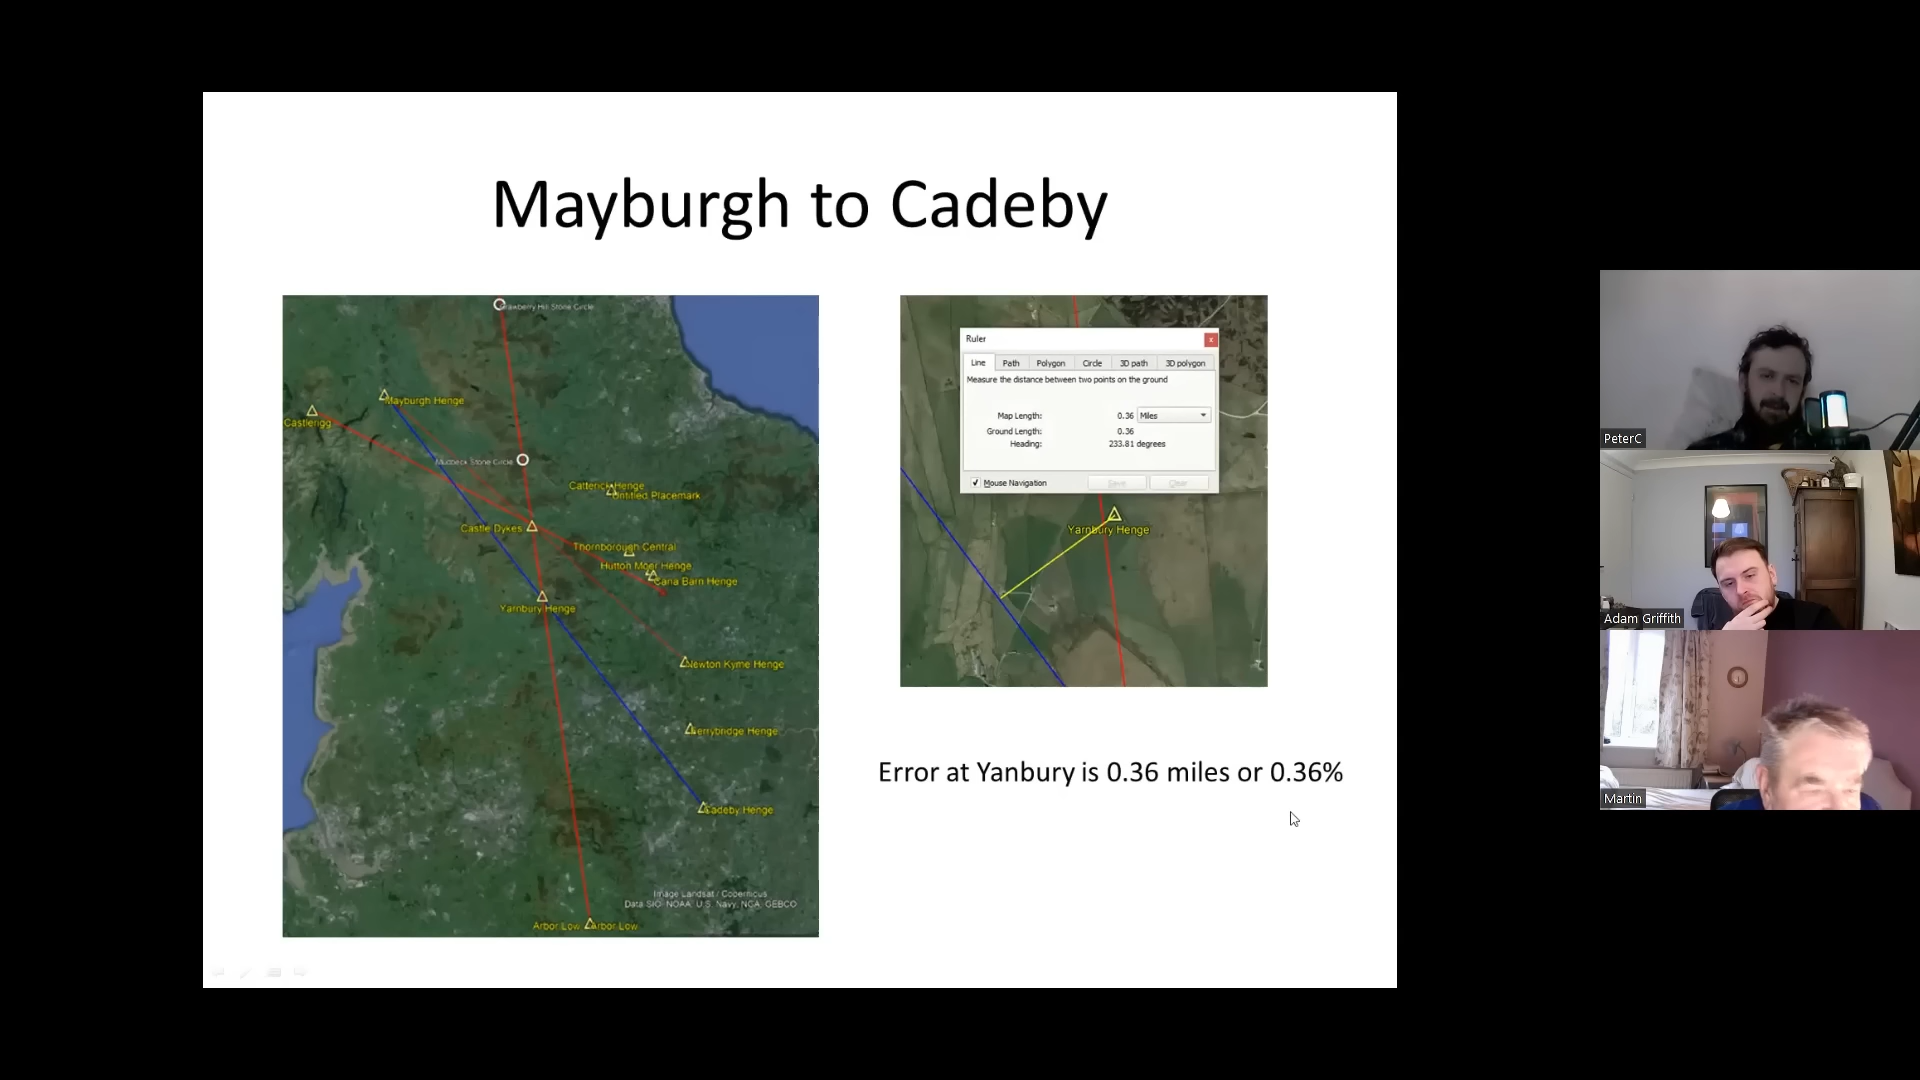 Mayburgh to Cadeby
Strawberry Hill Stone Circle
Mayburgh Henge
Castlerigg
Mudbeck Stone Circle
Catterick Henge
Untitled Placemark
Castle Dykes
Thornborough Central
Hutton Moor Henge
Cana Barn Henge
Yarnbury Henge
Newton Kyme Henge
Ferrybridge Henge
Cadeby Henge
Image Landsat / Copernicus
Data SIO, NOAA, U.S. Navy, NGA, GEBCO
Arbor Low Arbor Low
Ruler
Line Path Polygon Circle 3D path 3D polygon
Measure the distance between two points on the ground
Map Length: 0.36 Miles
Ground Length: 0.36
Heading: 233.81 degrees
Mouse Navigation Save Clear
Yarnbury Henge
Error at Yanbury is 0.36 miles or 0.36%
PeterC
Adam Griffith
Martin